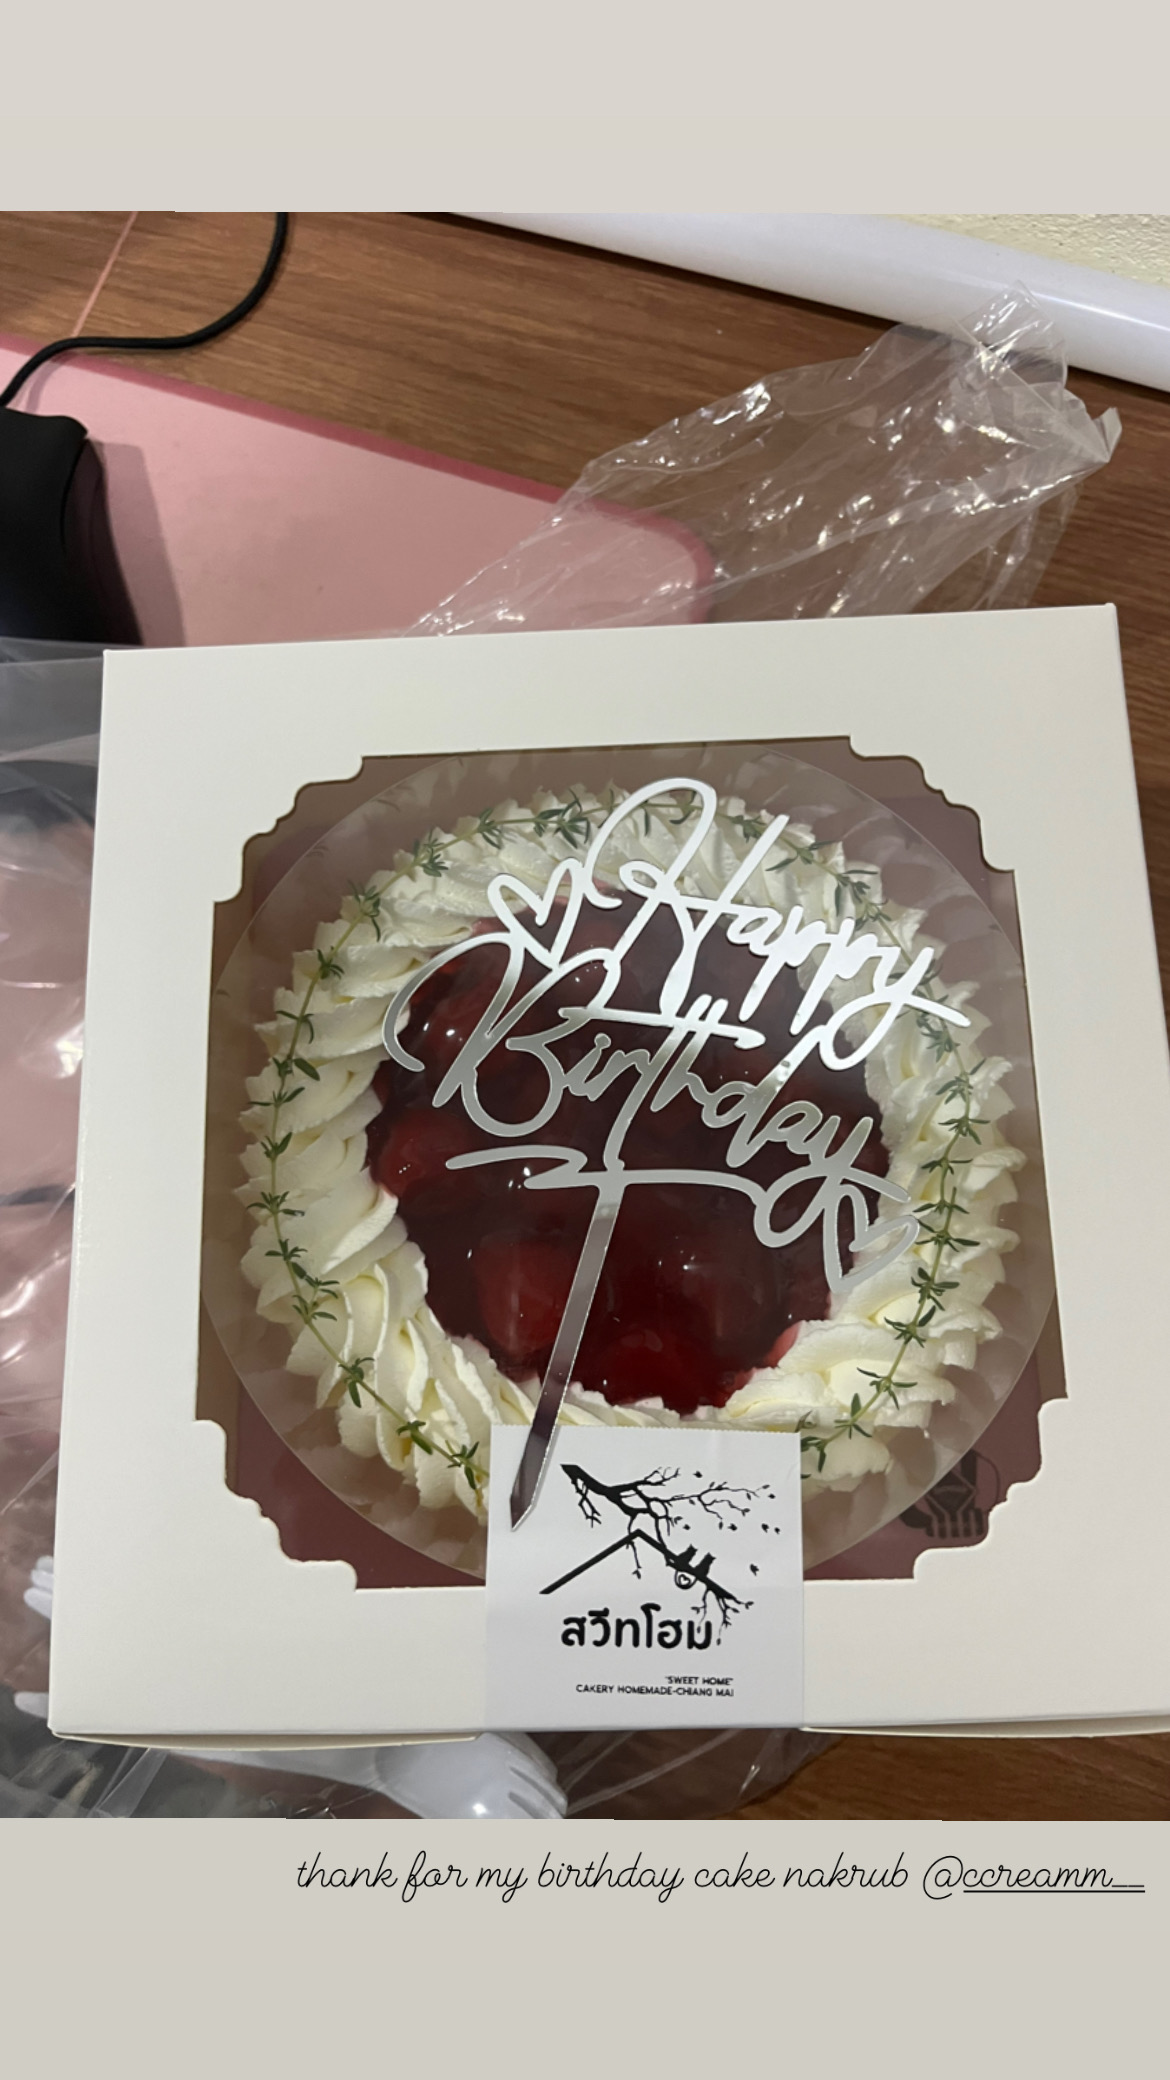 Happy
Birthday
สวีทโฮม
"SWEET HOME"
CAKERY HOMEMADE-CHIANG MAI
thank for my birthday cake nakrub @ccreamm__